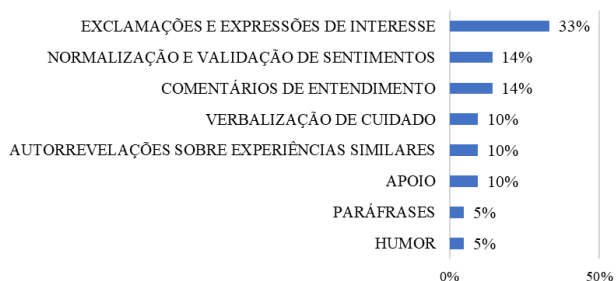 EXCLAMAÇÕES E EXPRESSÕES DE INTERESSE 33%
NORMALIZAÇÃO E VALIDAÇÃO DE SENTIMENTOS 14%
COMENTÁRIOS DE ENTENDIMENTO 14%
VERBALIZAÇÃO DE CUIDADO 10%
AUTORREVELAÇÕES SOBRE EXPERIÊNCIAS SIMILARES 10%
APOIO 10%
PARÁFRASES 5%
HUMOR 5%
0% 50%